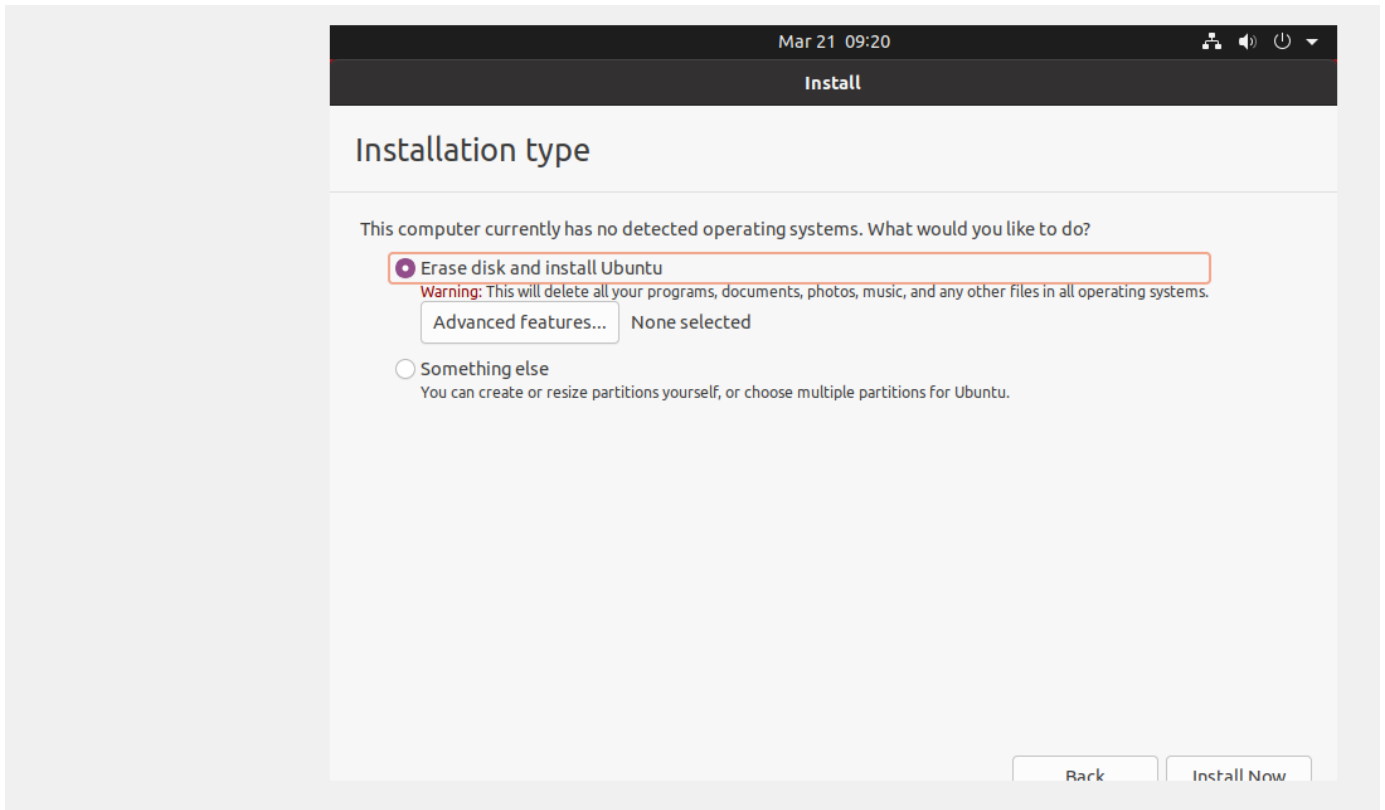 Mar 21 09:20
Install
Installation type
This computer currently has no detected operating systems. What would you like to do?
Erase disk and install Ubuntu
Warning: This will delete all your programs, documents, photos, music, and any other files in all operating systems.
Advanced features... None selected
Something else
You can create or resize partitions yourself, or choose multiple partitions for Ubuntu.
Back Install Now